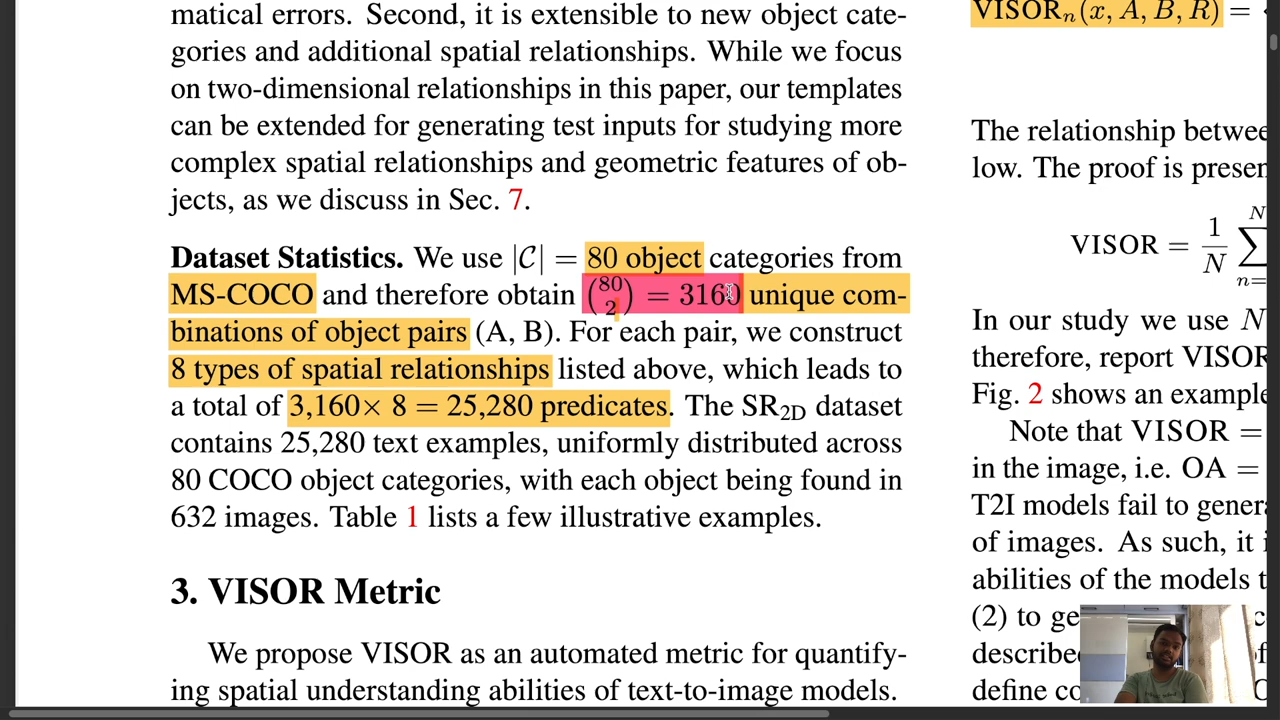 matical errors. Second, it is extensible to new object cate-
gories and additional spatial relationships. While we focus
on two-dimensional relationships in this paper, our templates
can be extended for generating test inputs for studying more
complex spatial relationships and geometric features of ob-
jects, as we discuss in Sec. 7.
Dataset Statistics. We use |C| = 80 object categories from
MS-COCO and therefore obtain (80 2) = 3160 unique com-
binations of object pairs (A, B). For each pair, we construct
8 types of spatial relationships listed above, which leads to
a total of 3,160× 8 = 25,280 predicates. The SR2D dataset
contains 25,280 text examples, uniformly distributed across
80 COCO object categories, with each object being found in
632 images. Table 1 lists a few illustrative examples.
3. VISOR Metric
We propose VISOR as an automated metric for quantify-
ing spatial understanding abilities of text-to-image models.
VISORn(x, A, B, R) =
The relationship
low. The proof is
VISOR = 1/N ∑ N n=
In our study we use N
therefore, report VISOR
Fig. 2 shows an example
Note that VISOR =
in the image, i.e. OA =
T2I models fail to
of images. As such, it
abilities of the models
(2) to
define